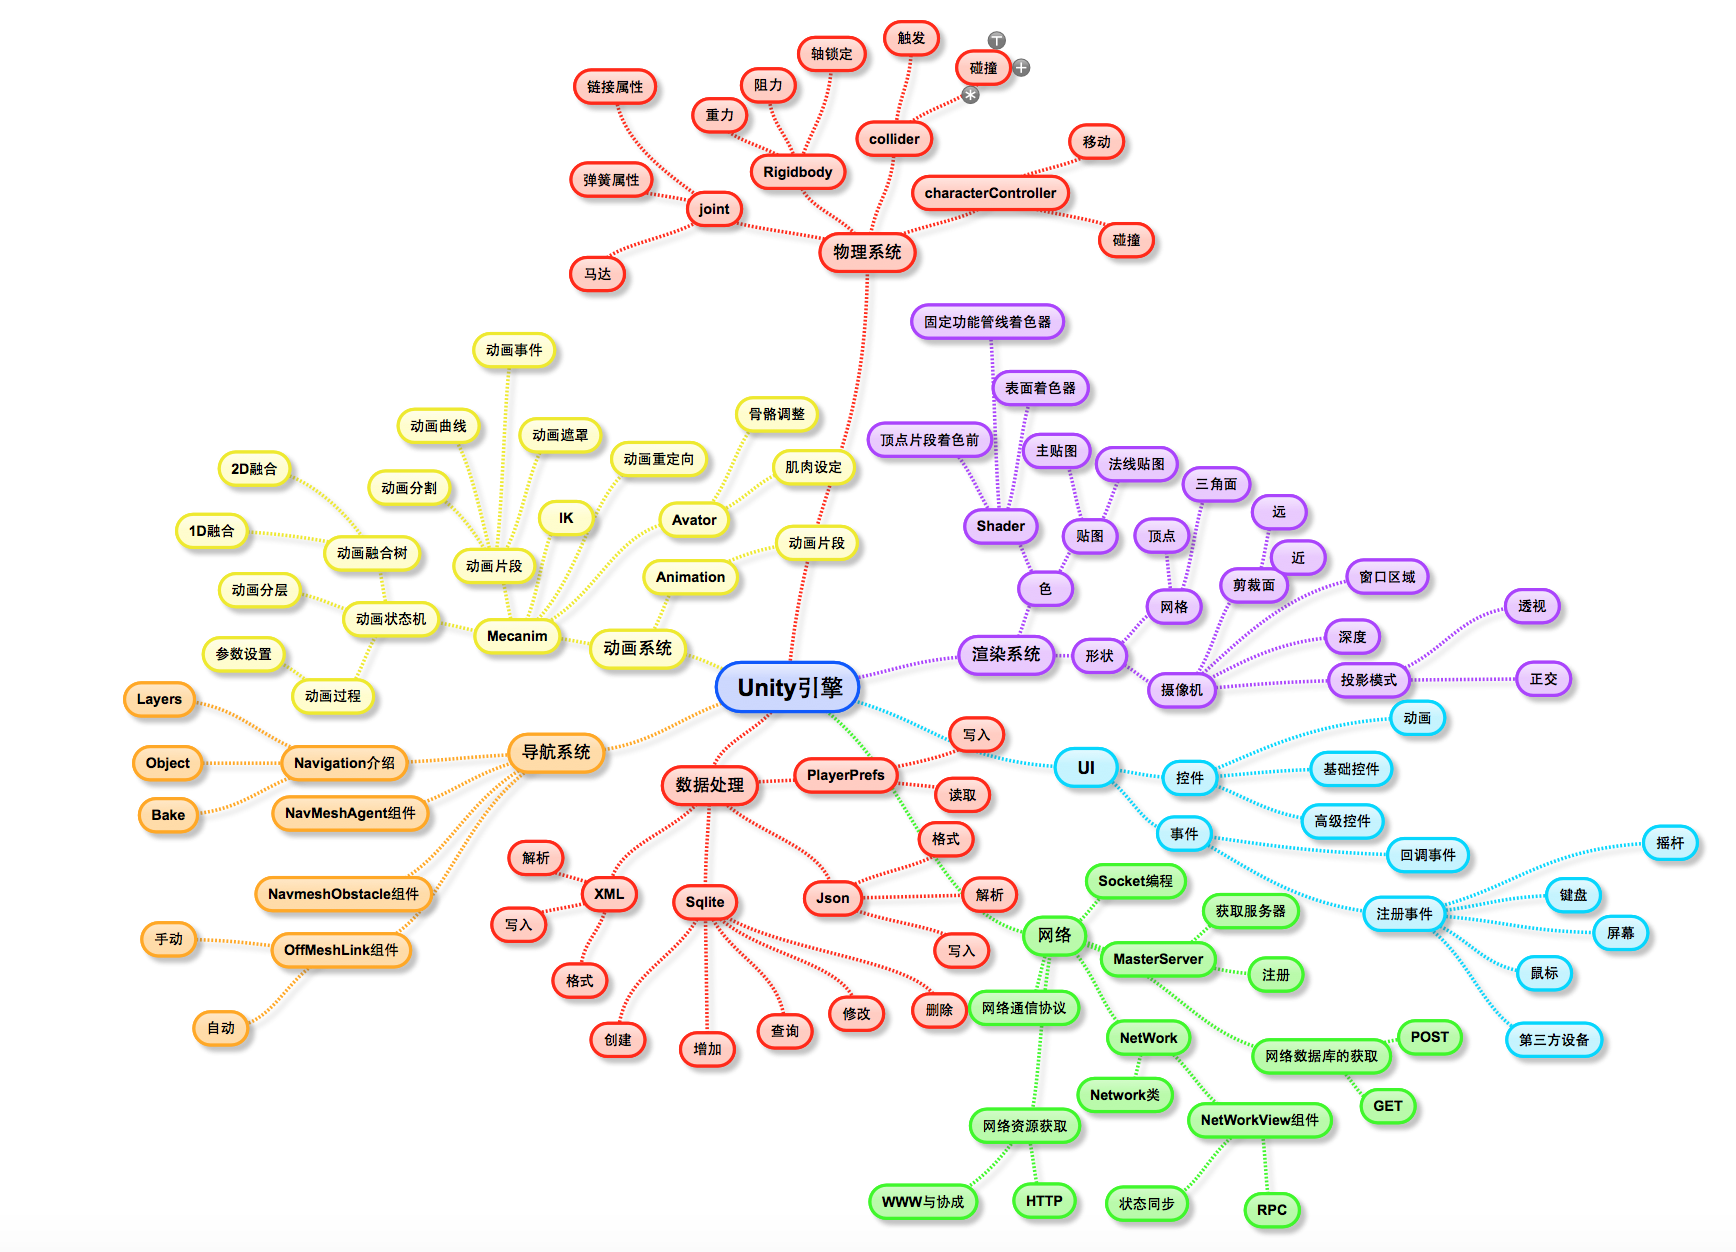 触发
轴锁定
碰撞
链接属性
阻力
重力
collider
移动
Rigidbody
弹簧属性
characterController
joint
碰撞
物理系统
马达
固定功能管线着色器
动画事件
表面着色器
骨骼调整
动画曲线
动画遮罩
顶点片段着色前
主贴图
法线贴图
动画重定向
肌肉设定
2D融合
三角面
动画分割
远
IK
Avator
Shader
1D融合
顶点
贴图
动画片段
动画融合树
近
动画片段
Animation
窗口区域
剪裁面
动画分层
色
网格
透视
动画状态机
Mecanim
深度
动画系统
参数设置
渲染系统
形状
投影模式
正交
Unity引擎
摄像机
动画过程
Layers
动画
写入
导航系统
Object
Navigation介绍
UI
基础控件
PlayerPrefs
控件
数据处理
读取
Bake
NavMeshAgent组件
高级控件
事件
格式
摇杆
解析
回调事件
Socket编程
NavmeshObstacle组件
XML
Json
解析
键盘
Sqlite
获取服务器
注册事件
写入
屏幕
网络
手动
OffMeshLink组件
写入
MasterServer
鼠标
注册
格式
网络通信协议
删除
修改
自动
查询
POST
NetWork
创建
第三方设备
增加
网络数据库的获取
Network类
GET
NetWorkView组件
网络资源获取
WWW与协成
HTTP
状态同步
RPC